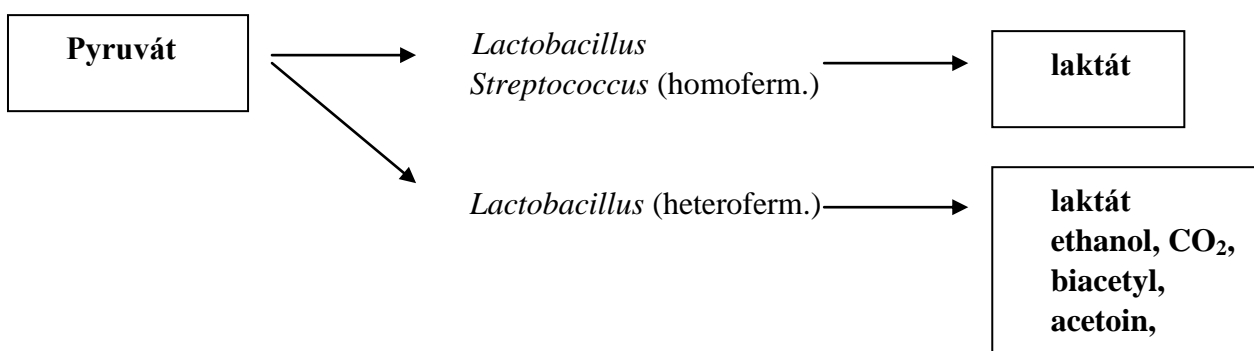 Pyruvát
Lactobacillus
Streptococcus (homoferm.)
laktát
Lactobacillus (heteroferm.)
laktát
ethanol, CO₂,
biacetyl,
acetoin,